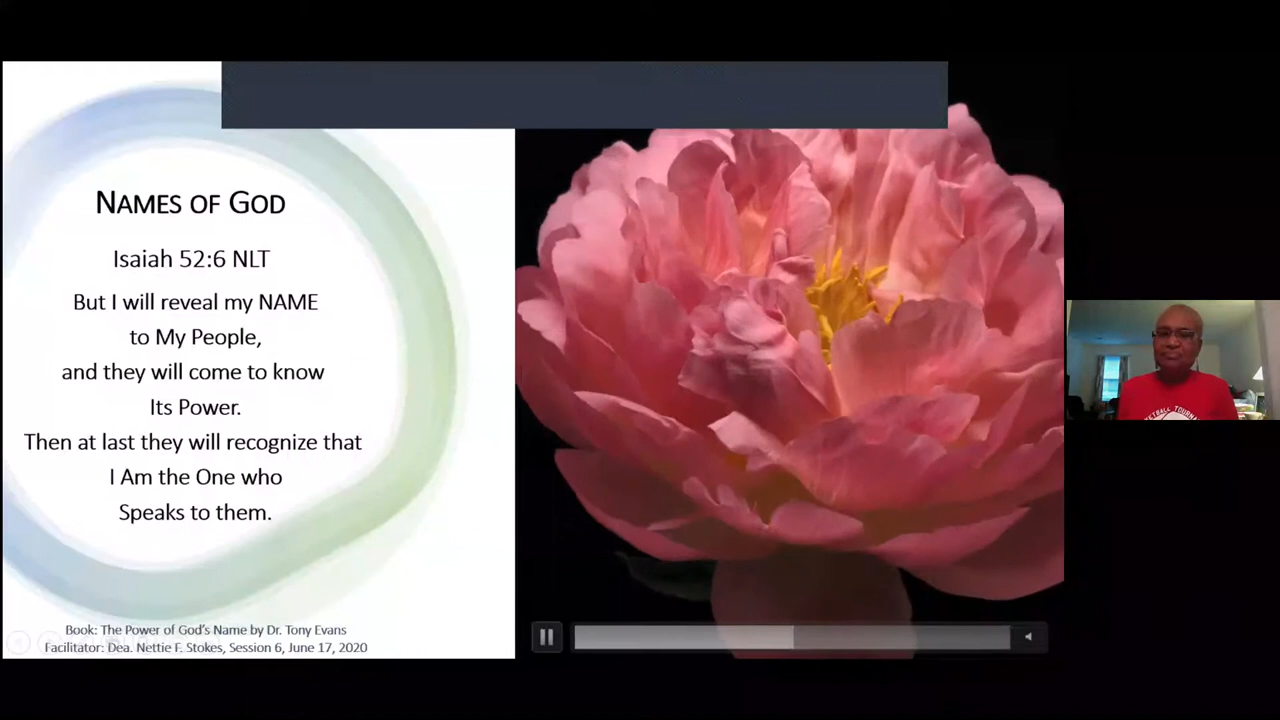 NAMES OF GOD
Isaiah 52:6 NLT
But I will reveal my NAME
to My People,
and they will come to know
Its Power.
Then at last they will recognize that
I Am the One who
Speaks to them.
Book: The Power of God's Name by Dr. Tony Evans
Facilitator: Dea. Nettie F. Stokes, Session 6, June 17, 2020